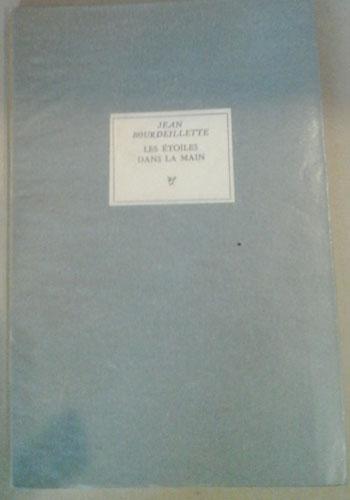 JEAN
BOURDEILLETTE
LES ÉTOILES
DANS LA MAIN